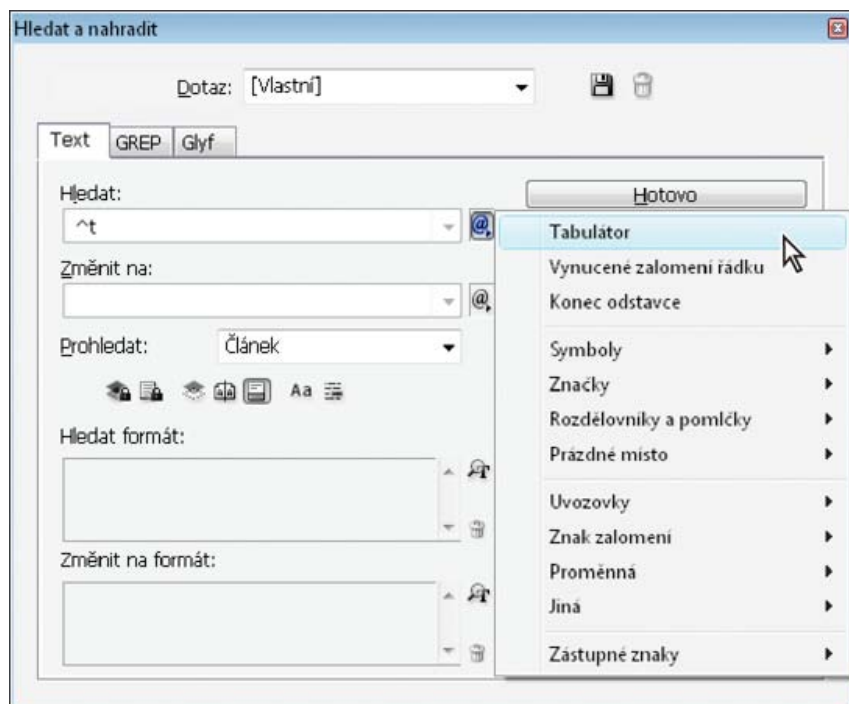 Hledat a nahradit
Dotaz: [Vlastní]
Text GREP Glyf
Hledat:
Hotovo
^t
@
Tabulátor
Vynucené zalomení řádku
Změnit na:
@
Konec odstavce
Prohledat: Článek
Symboly
Značky
Aa
Rozdělovníky a pomlčky
Hledat formát:
Prázdné místo
Uvozovky
Znak zalomení
Změnit na formát:
Proměnná
Jiná
Zástupné znaky